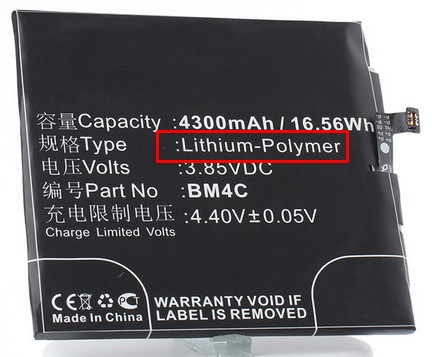 容量Capacity :4300mAh / 16.56Wh
规格Type :Lithium-Polymer
电压Volts :3.85VDC
编号Part No :BM4C
充电限制电压 :4.40V±0.05V
Charge Limited Volts
WARRANTY VOID IF
LABEL IS REMOVED
CE
Made In China